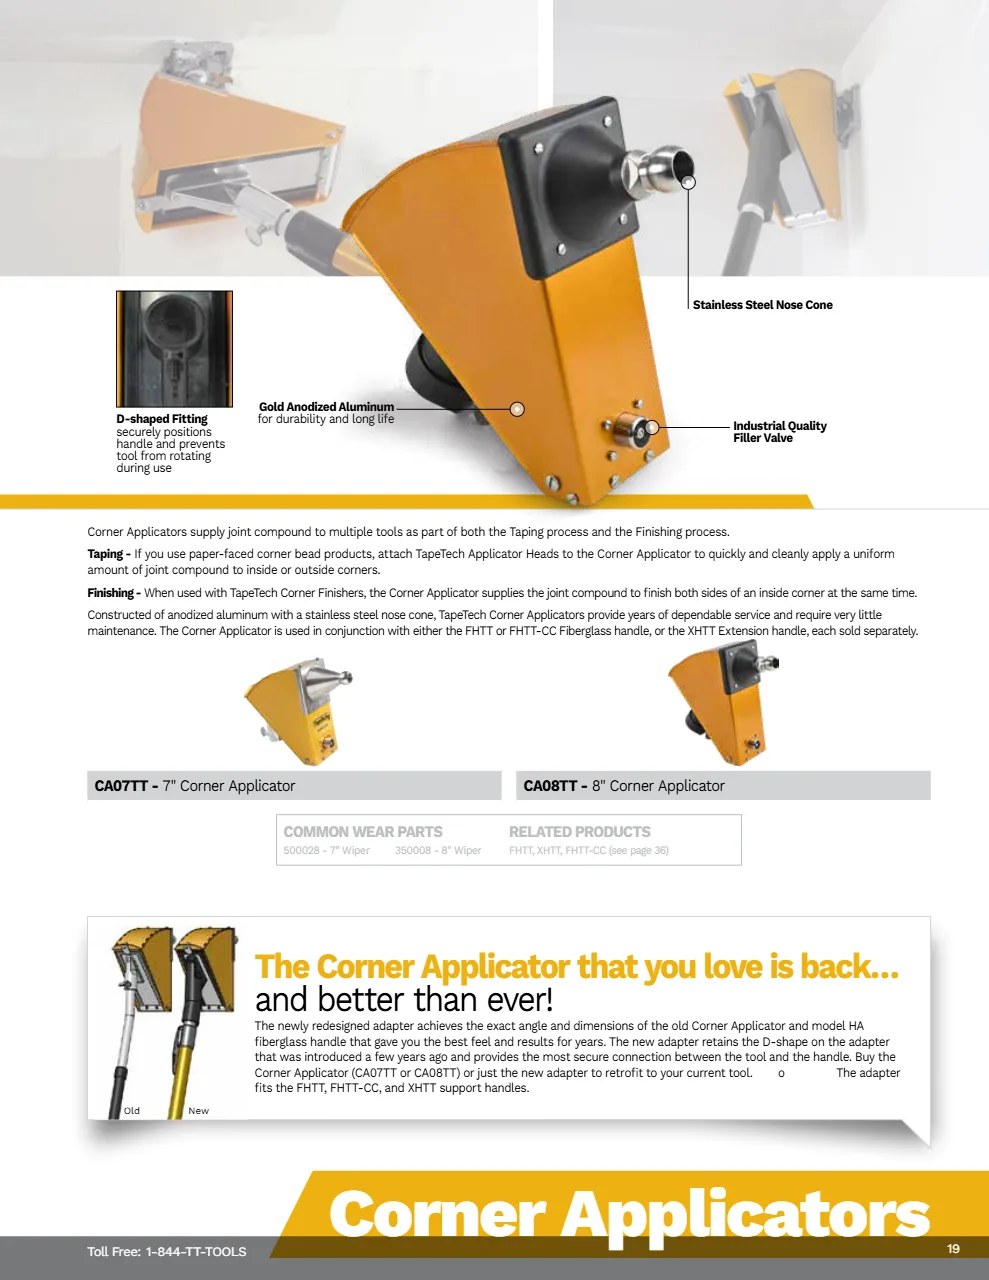 Stainless Steel Nose Cone
D-shaped Fitting
securely positions
handle and prevents
tool from rotating
during use
Gold Anodized Aluminum
for durability and long life
Industrial Quality
Filler Valve
Corner Applicators supply joint compound to multiple tools as part of both the Taping process and the Finishing process.
Taping - If you use paper-faced corner bead products, attach TapeTech Applicator Heads to the Corner Applicator to quickly and cleanly apply a uniform
amount of joint compound to inside or outside corners.
Finishing - When used with TapeTech Corner Finishers, the Corner Applicator supplies the joint compound to finish both sides of an inside corner at the same time.
Constructed of anodized aluminum with a stainless steel nose cone, TapeTech Corner Applicators provide years of dependable service and require very little
maintenance. The Corner Applicator is used in conjunction with either the FHTT or FHTT-CC Fiberglass handle, or the XHTT Extension handle, each sold separately.
CA07TT - 7" Corner Applicator
CA08TT - 8" Corner Applicator
COMMON WEAR PARTS
500028 - 7" Wiper 350008 - 8" Wiper
RELATED PRODUCTS
FHTT, XHTT, FHTT-CC (see page 36)
The Corner Applicator that you love is back...
and better than ever!
The newly redesigned adapter achieves the exact angle and dimensions of the old Corner Applicator and model HA
fiberglass handle that gave you the best feel and results for years. The new adapter retains the D-shape on the adapter
that was introduced a few years ago and provides the most secure connection between the tool and the handle. Buy the
Corner Applicator (CA07TT or CA08TT) or just the new adapter to retrofit to your current tool. o The adapter
fits the FHTT, FHTT-CC, and XHTT support handles.
Old New
Corner Applicators
Toll Free: 1-844-TT-TOOLS
19